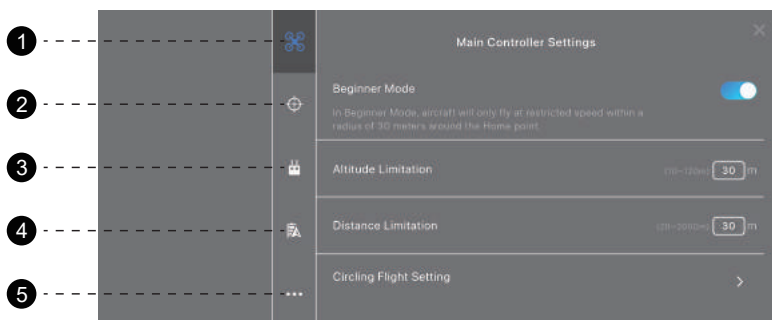 1
Main Controller Settings
Beginner Mode
In Beginner Mode, aircraft will only fly at restricted speed within a
radius of 30 meters around the Home point.
2
3
Altitude Limitation
30 m
4
Distance Limitation
30 m
5
Circling Flight Setting